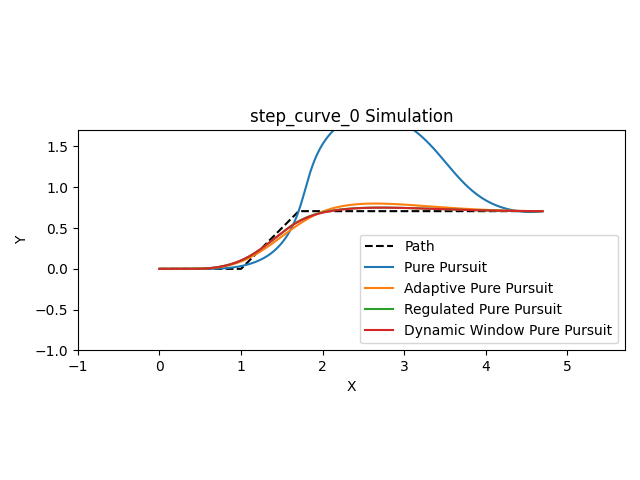 step_curve_0 Simulation
Y
1.5
1.0
0.5
0.0
−0.5
−1.0
Path
Pure Pursuit
Adaptive Pure Pursuit
Regulated Pure Pursuit
Dynamic Window Pure Pursuit
−1 0 1 2 3 4 5
X